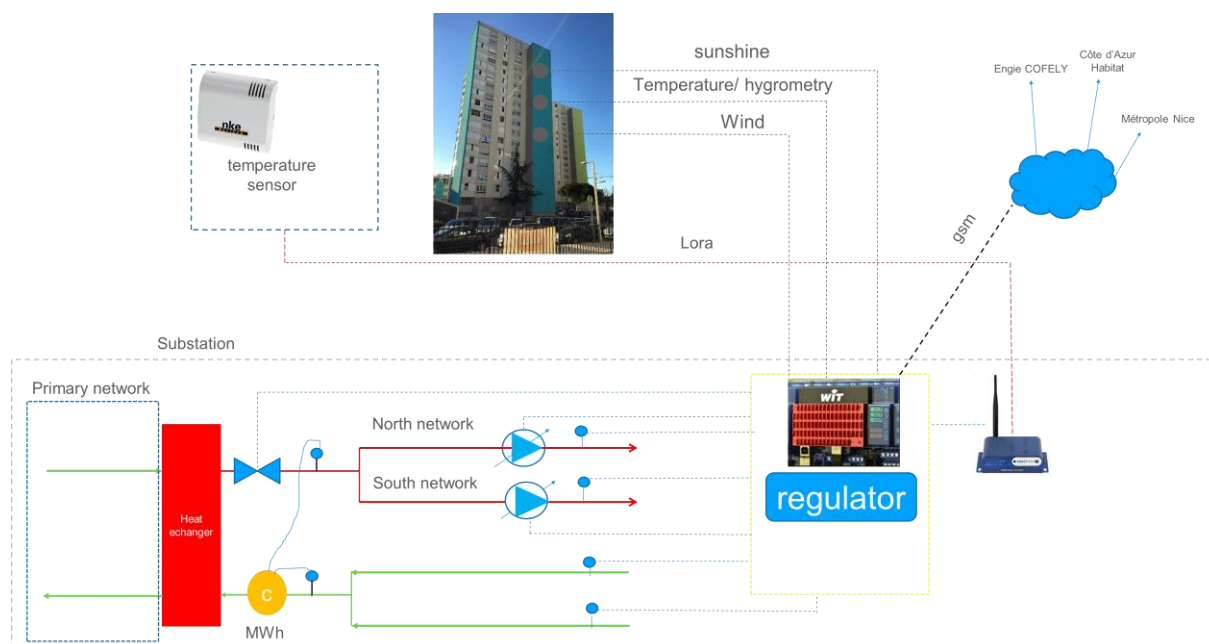 sunshine
Côte d'Azur
Habitat
Engie COFELY
Temperature/ hygrometry
Métropole Nice
Wind
nke
temperature
sensor
gsm
Lora
Substation
Primary network
WiT
North network
South network
regulator
Heat
echanger
C
MWh